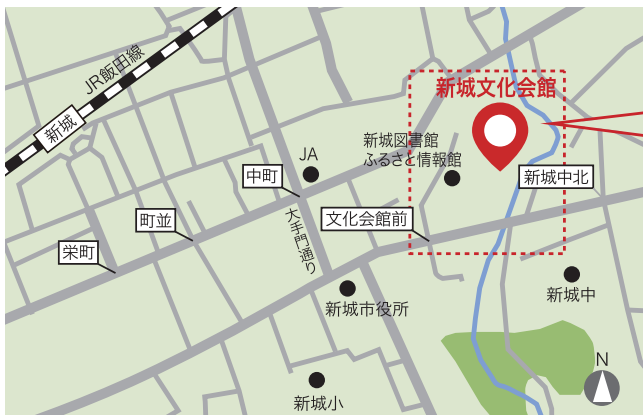 JR飯田線
新城
新城文化会館
JA
新城図書館
ふるさと情報館
中町
新城中北
町並
大手門通り
文化会館前
栄町
新城市役所
新城中
新城小
N